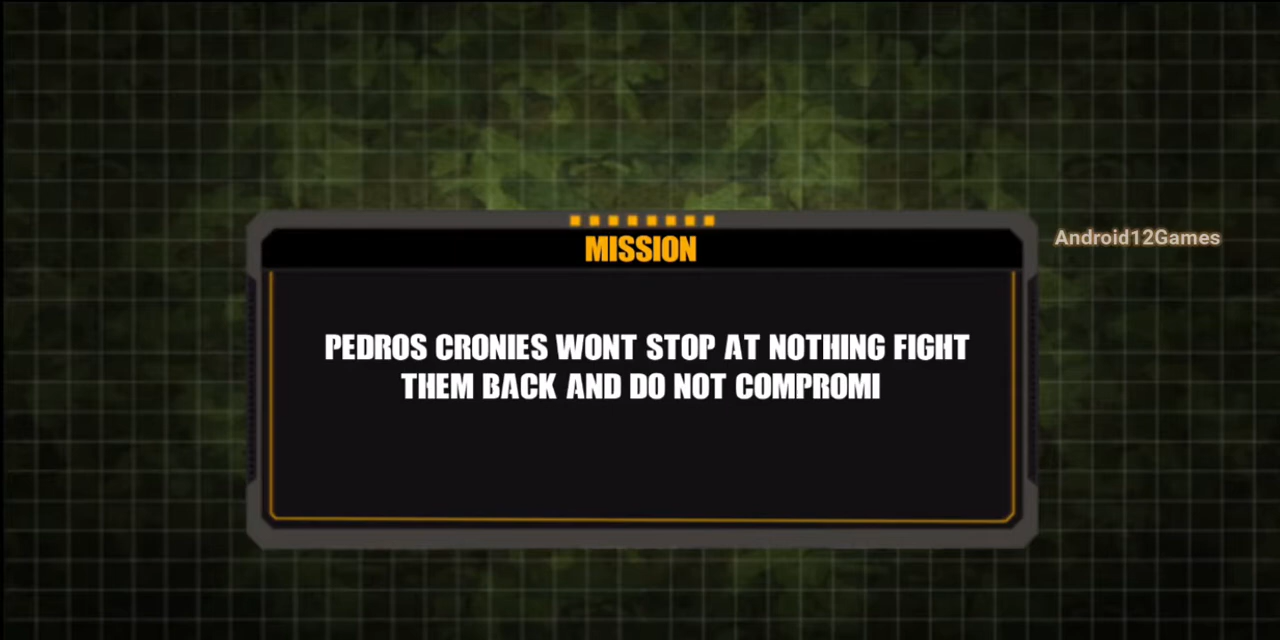 MISSION
Android12Games
PEDROS CRONIES WONT STOP AT NOTHING FIGHT
THEM BACK AND DO NOT COMPROMI